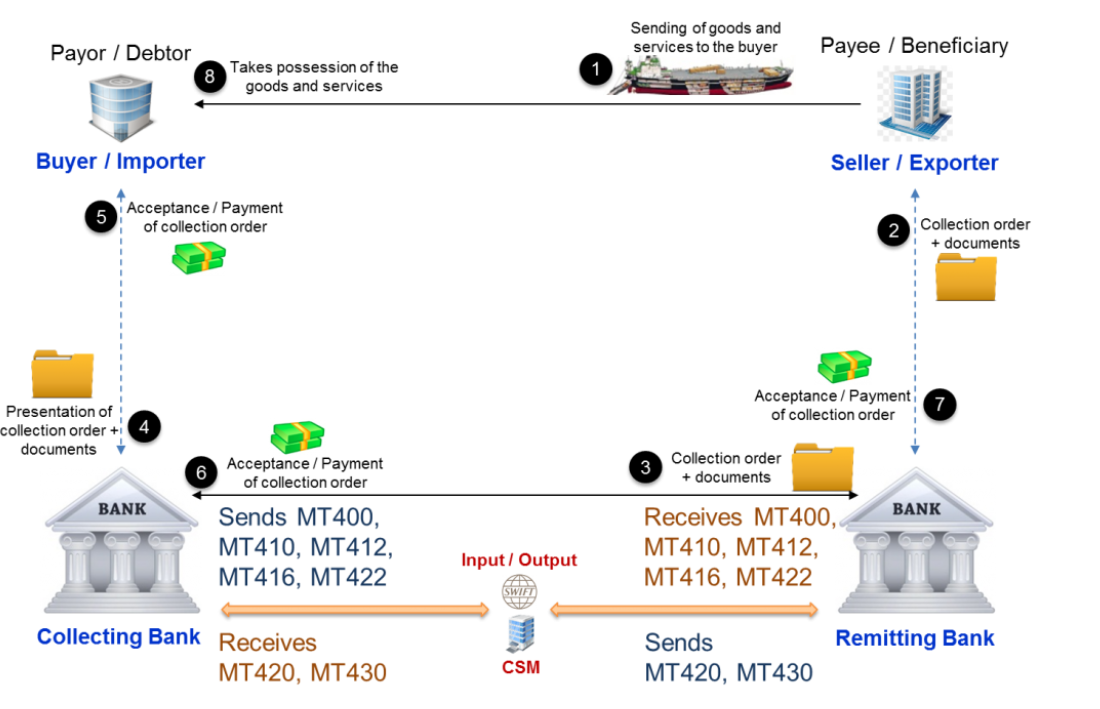 Payor / Debtor
8
Takes possession of the
goods and services
1
Sending of goods and
services to the buyer
Payee / Beneficiary
Buyer / Importer
Seller / Exporter
5
Acceptance / Payment
of collection order
2
Collection order
+ documents
Presentation of
collection order +
documents
4
Acceptance / Payment
of collection order
7
6
Acceptance / Payment
of collection order
3
Collection order
+ documents
BANK
Sends MT400,
MT410, MT412,
MT416, MT422
Input / Output
SWIFT
CSM
Receives MT400,
MT410, MT412,
MT416, MT422
BANK
Collecting Bank
Receives
MT420, MT430
Sends
MT420, MT430
Remitting Bank